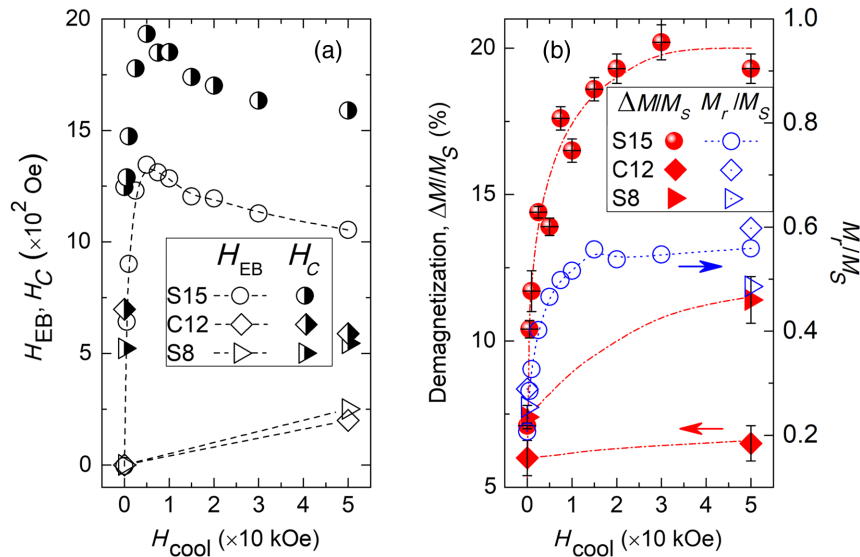 (a)
H_EB, H_C (×10² Oe)
20
15
10
5
0
H_EB H_C
S15
C12
S8
0 1 2 3 4 5
H_cool (×10 kOe)
(b)
Demagnetization, ΔM/M_S (%)
20
15
10
5
ΔM/M_S M_r/M_S
S15
C12
S8
1.0
0.8
0.6
0.4
0.2
M_r/M_S
0 1 2 3 4 5
H_cool (×10 kOe)